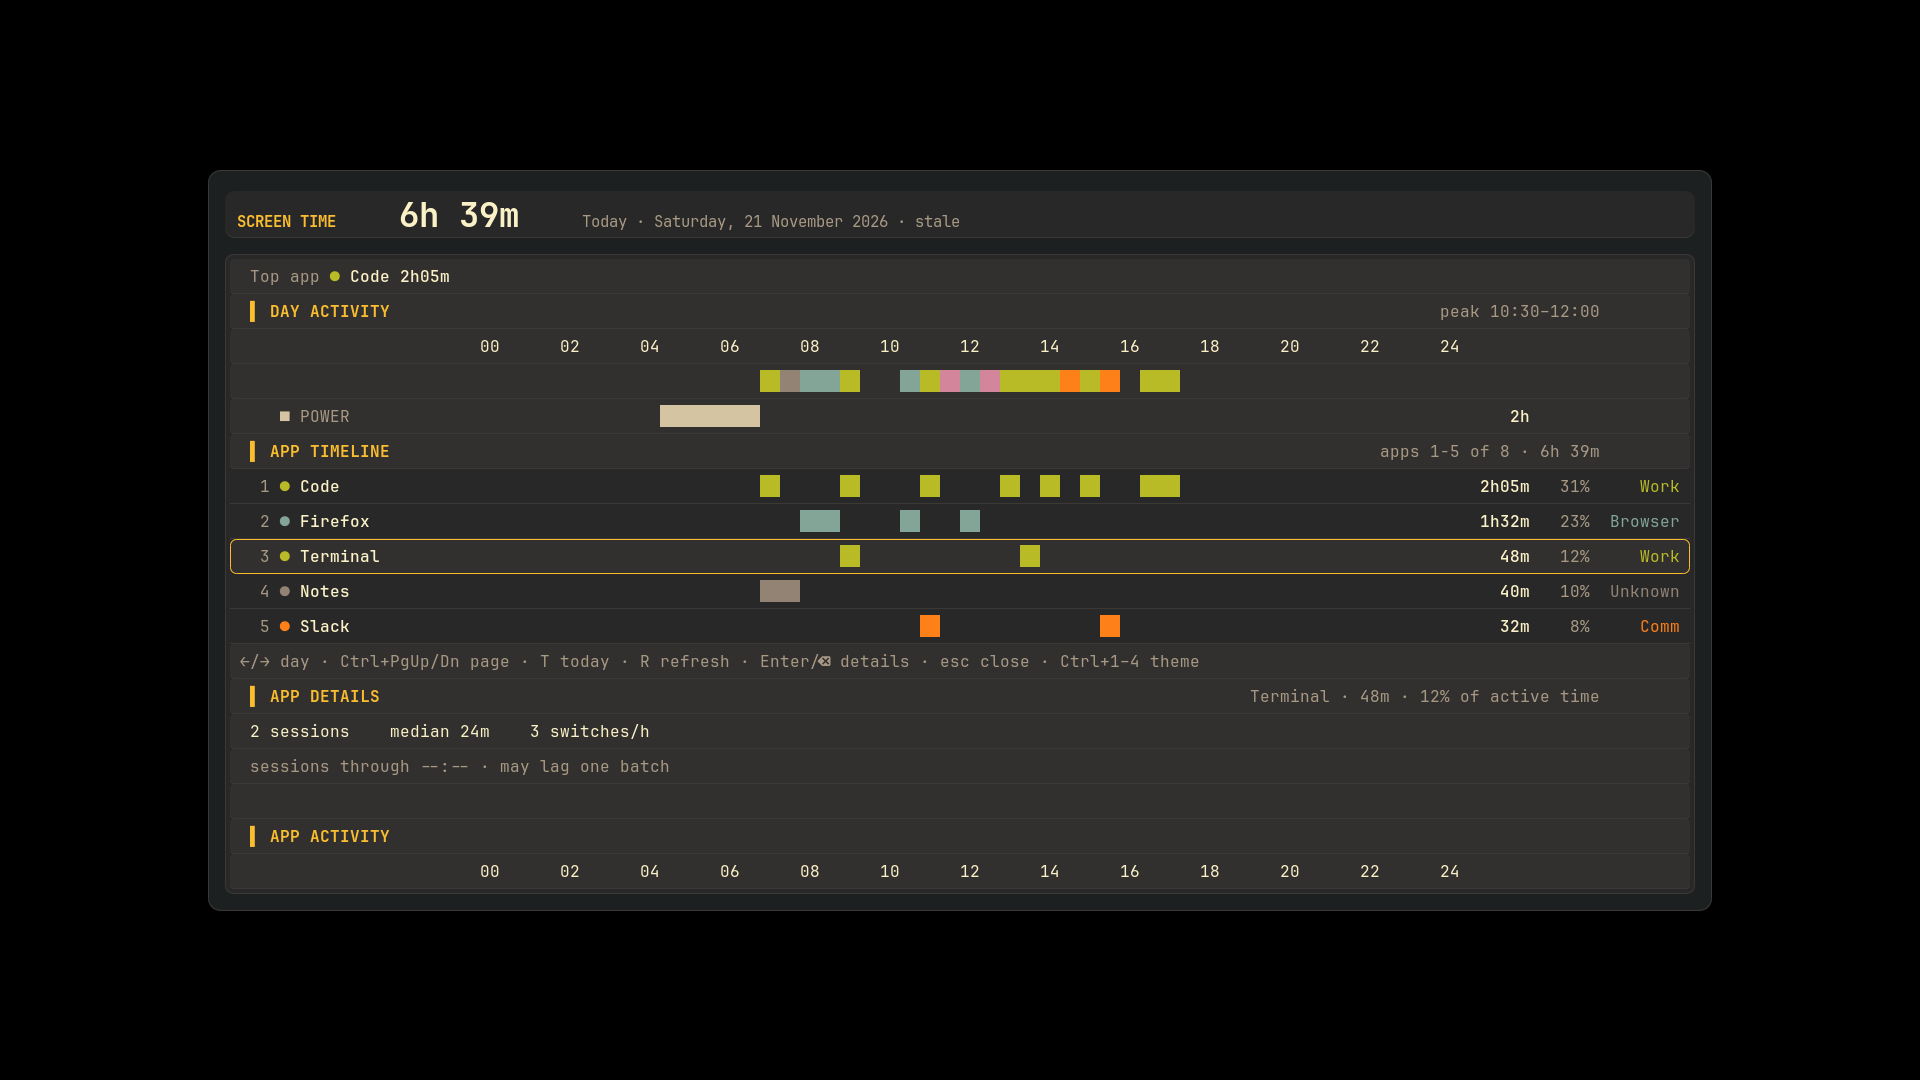 SCREEN TIME 6h 39m Today · Saturday, 21 November 2026 · stale
Top app ● Code 2h05m
DAY ACTIVITY peak 10:30–12:00
00 02 04 06 08 10 12 14 16 18 20 22 24
■ POWER 2h
APP TIMELINE apps 1-5 of 8 · 6h 39m
1 ● Code 2h05m 31% Work
2 ● Firefox 1h32m 23% Browser
3 ● Terminal 48m 12% Work
4 ● Notes 40m 10% Unknown
5 ● Slack 32m 8% Comm
←/→ day · Ctrl+PgUp/Dn page · T today · R refresh · Enter/⌫ details · esc close · Ctrl+1–4 theme
APP DETAILS Terminal · 48m · 12% of active time
2 sessions median 24m 3 switches/h
sessions through --:-- · may lag one batch
APP ACTIVITY
00 02 04 06 08 10 12 14 16 18 20 22 24